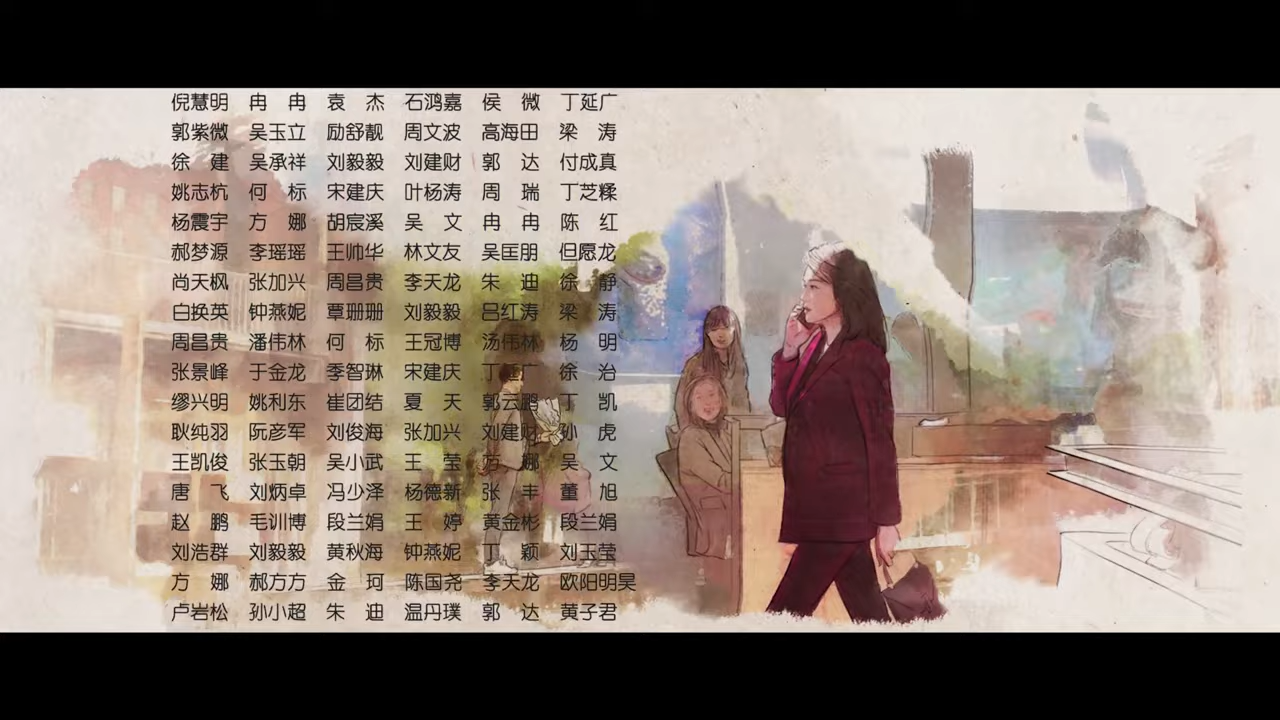 倪慧明 冉冉 袁杰 石鸿嘉 侯微 丁延广
郭紫微 吴玉立 励舒靓 周文波 高海田 梁涛
徐建 吴承祥 刘毅毅 刘建财 郭达 付成真
姚志杭 何标 宋建庆 叶杨涛 周瑞 丁芝糅
杨震宇 方娜 胡宸溪 吴文 冉冉 陈红
郝梦源 李瑶瑶 王帅华 林文友 吴匡朋 但愿龙
尚天枫 张加兴 周昌贵 李天龙 朱迪 徐静
白换英 钟燕妮 覃珊珊 刘毅毅 吕红涛 梁涛
周昌贵 潘伟林 何标 王冠博 汤伟林 杨明
张景峰 于金龙 季智琳 宋建庆 丁延广 徐治
缪兴明 姚利东 崔团结 夏天 郭云鹏 丁凯
耿纯羽 阮彦军 刘俊海 张加兴 刘建财 孙虎
王凯俊 张玉朝 吴小武 王莹 方娜 吴文
唐飞 刘炳卓 冯少泽 杨德新 张丰 董旭
赵鹏 毛训博 段兰娟 王婷 黄金彬 段兰娟
刘浩群 刘毅毅 黄秋海 钟燕妮 丁颖 刘玉莹
方娜 郝方方 金珂 陈国尧 李天龙 欧阳明昊
卢岩松 孙小超 朱迪 温丹璞 郭达 黄子君